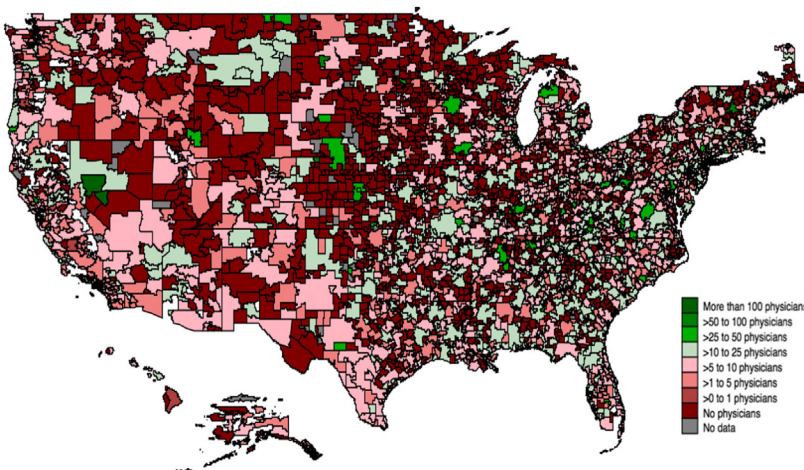 More than 100 physicians
>50 to 100 physicians
>25 to 50 physicians
>10 to 25 physicians
>5 to 10 physicians
>1 to 5 physicians
>0 to 1 physicians
No physicians
No data